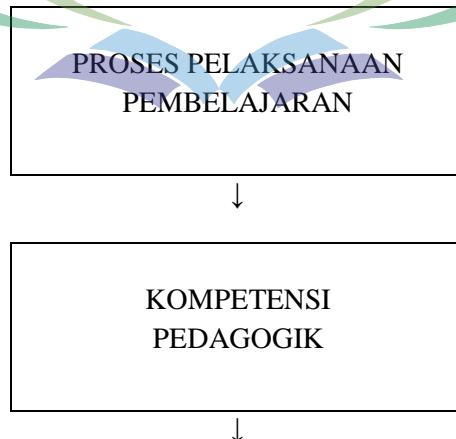 PROSES PELAKSANAAN
PEMBELAJARAN
↓
KOMPETENSI
PEDAGOGIK
↓